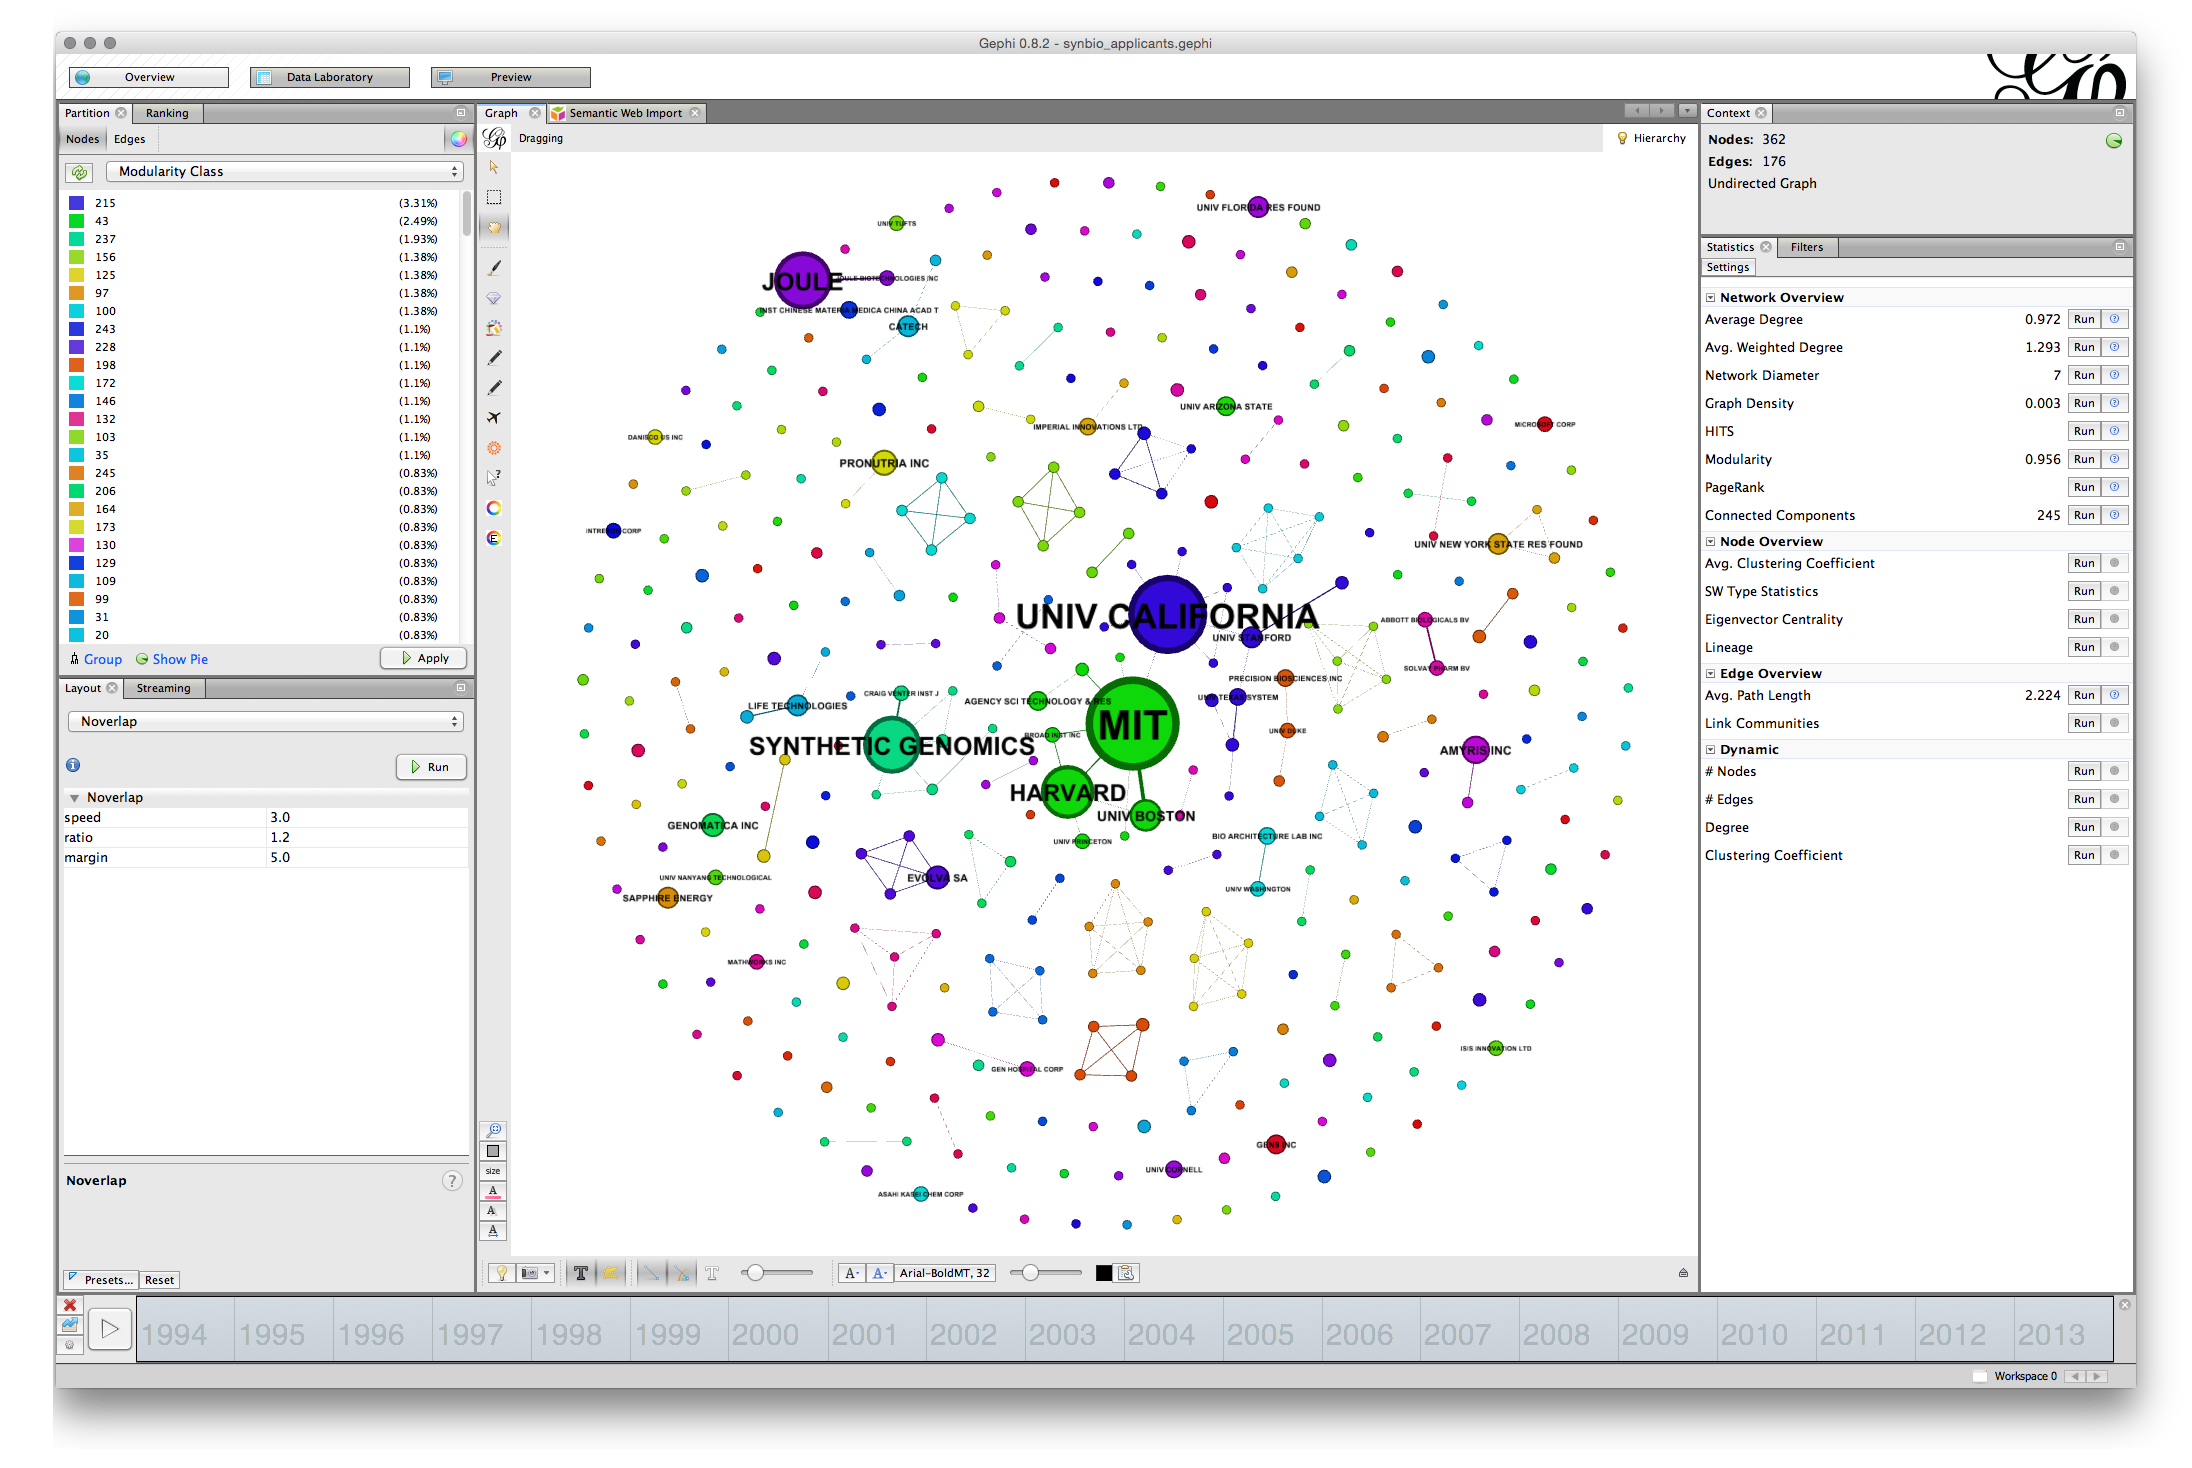 Gephi 0.8.2 - synbio_applicants.gephi
Overview
Data Laboratory
Preview
Partition
Ranking
Nodes
Edges
Modularity Class
215 (3.31%)
43 (2.49%)
237 (1.93%)
156 (1.38%)
125 (1.38%)
97 (1.38%)
100 (1.38%)
243 (1.1%)
228 (1.1%)
198 (1.1%)
172 (1.1%)
146 (1.1%)
132 (1.1%)
103 (1.1%)
35 (1.1%)
245 (0.83%)
206 (0.83%)
164 (0.83%)
173 (0.83%)
130 (0.83%)
129 (0.83%)
109 (0.83%)
99 (0.83%)
31 (0.83%)
20 (0.83%)
Group
Show Pie
Apply
Layout
Streaming
Noverlap
Run
Noverlap
speed 3.0
ratio 1.2
margin 5.0
Noverlap
?
Presets...
Reset
Graph
Semantic Web Import
Dragging
Hierarchy
UNIV FLORIDA RES FOUND
UNIV TUFTS
JOULE
JOULE BIOTECHNOLOGIES INC
INST CHINESE MATERIA MEDICA CHINA ACAD T
CATECH
UNIV ARIZONA STATE
IMPERIAL INNOVATIONS LTD
MICROSOFT CORP
DANISCO US INC
PRONUTRIA INC
INTREXON CORP
UNIV NEW YORK STATE RES FOUND
UNIV CALIFORNIA
UNIV STANFORD
ABBOTT BIOLOGICALS BV
SOLVAY PHARM BV
PRECISION BIOSCIENCES INC
CRAIG VENTER INST J
UNIV TEXAS SYSTEM
AGENCY SCI TECHNOLOGY & RES
LIFE TECHNOLOGIES
MIT
UNIV DUKE
BROAD INST INC
SYNTHETIC GENOMICS
AMYRIS INC
HARVARD
UNIV BOSTON
GENOMATICA INC
BIO ARCHITECTURE LAB INC
UNIV PRINCETON
UNIV NANYANG TECHNOLOGICAL
EVOLVA SA
UNIV WASHINGTON
SAPPHIRE ENERGY
MATHWORKS INC
ISIS INNOVATION LTD
GEN HOSPITAL CORP
GEN9 INC
UNIV CORNELL
ASAHI KASEI CHEM CORP
size
A
A
A
T
T
A-
A-
Arial-BoldMT, 32
Context
Nodes: 362
Edges: 176
Undirected Graph
Statistics
Filters
Settings
Network Overview
Average Degree 0.972 Run
Avg. Weighted Degree 1.293 Run
Network Diameter 7 Run
Graph Density 0.003 Run
HITS Run
Modularity 0.956 Run
PageRank Run
Connected Components 245 Run
Node Overview
Avg. Clustering Coefficient Run
SW Type Statistics Run
Eigenvector Centrality Run
Lineage Run
Edge Overview
Avg. Path Length 2.224 Run
Link Communities Run
Dynamic
# Nodes Run
# Edges Run
Degree Run
Clustering Coefficient Run
1994 1995 1996 1997 1998 1999 2000 2001 2002 2003 2004 2005 2006 2007 2008 2009 2010 2011 2012 2013
Workspace 0